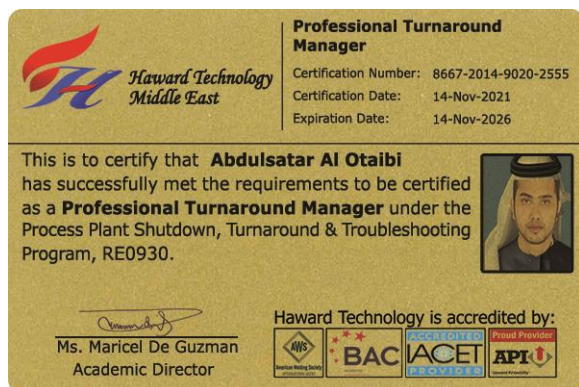 Haward Technology
Middle East
Professional Turnaround
Manager
Certification Number: 8667-2014-9020-2555
Certification Date: 14-Nov-2021
Expiration Date: 14-Nov-2026
This is to certify that Abdulsatar Al Otaibi
has successfully met the requirements to be certified
as a Professional Turnaround Manager under the
Process Plant Shutdown, Turnaround & Troubleshooting
Program, RE0930.
Ms. Maricel De Guzman
Academic Director
Haward Technology is accredited by:
AWS
American Welding Society
BAC
ACCREDITED
IACET
PROVIDER
Proud Provider
API